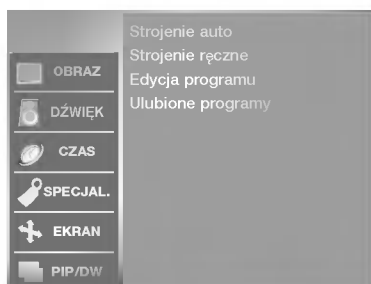 Strojenie auto
Strojenie ręczne
Edycja programu
Ulubione programy
OBRAZ
DŹWIĘK
CZAS
SPECJAL.
EKRAN
PIP/DW